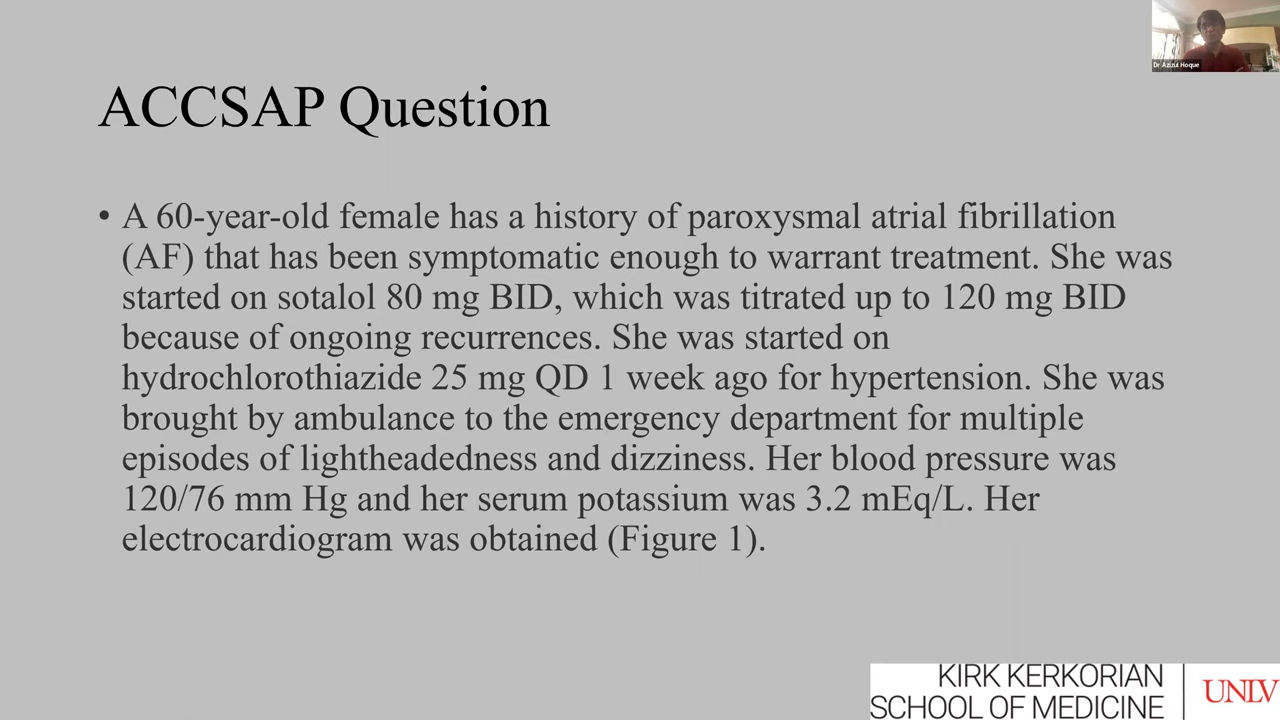 Dr Azizul Hoque
ACCSAP Question
• A 60-year-old female has a history of paroxysmal atrial fibrillation
(AF) that has been symptomatic enough to warrant treatment. She was
started on sotalol 80 mg BID, which was titrated up to 120 mg BID
because of ongoing recurrences. She was started on
hydrochlorothiazide 25 mg QD 1 week ago for hypertension. She was
brought by ambulance to the emergency department for multiple
episodes of lightheadedness and dizziness. Her blood pressure was
120/76 mm Hg and her serum potassium was 3.2 mEq/L. Her
electrocardiogram was obtained (Figure 1).
KIRK KERKORIAN
SCHOOL OF MEDICINE
UNLV